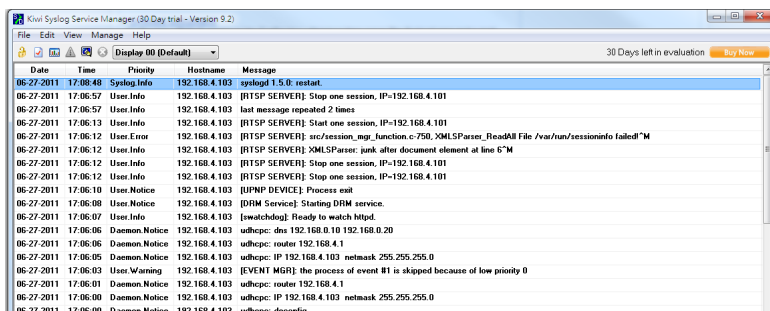 Kiwi Syslog Service Manager (30 Day trial - Version 9.2)
File Edit View Manage Help
Display 00 (Default) 30 Days left in evaluation Buy Now
Date Time Priority Hostname Message
06-27-2011 17:08:48 Syslog.Info 192.168.4.103 syslogd 1.5.0: restart.
06-27-2011 17:06:57 User.Info 192.168.4.103 [RTSP SERVER]: Stop one session, IP=192.168.4.101
06-27-2011 17:06:57 User.Info 192.168.4.103 last message repeated 2 times
06-27-2011 17:06:13 User.Info 192.168.4.103 [RTSP SERVER]: Start one session, IP=192.168.4.101
06-27-2011 17:06:12 User.Error 192.168.4.103 [RTSP SERVER]: src/session_mgr_function.c-750, XMLSParser_ReadAll File /var/run/sessioninfo failed!^M
06-27-2011 17:06:12 User.Info 192.168.4.103 [RTSP SERVER]: XMLSParser: junk after document element at line 6^M
06-27-2011 17:06:12 User.Info 192.168.4.103 [RTSP SERVER]: Stop one session, IP=192.168.4.101
06-27-2011 17:06:12 User.Info 192.168.4.103 [RTSP SERVER]: Stop one session, IP=192.168.4.101
06-27-2011 17:06:10 User.Notice 192.168.4.103 [UPNP DEVICE]: Process exit
06-27-2011 17:06:08 User.Notice 192.168.4.103 [DRM Service]: Starting DRM service.
06-27-2011 17:06:07 User.Info 192.168.4.103 [swatchdog]: Ready to watch httpd.
06-27-2011 17:06:06 Daemon.Notice 192.168.4.103 udhcpc: dns 192.168.0.10 192.168.0.20
06-27-2011 17:06:06 Daemon.Notice 192.168.4.103 udhcpc: router 192.168.4.1
06-27-2011 17:06:05 Daemon.Notice 192.168.4.103 udhcpc: IP 192.168.4.103 netmask 255.255.255.0
06-27-2011 17:06:03 User.Warning 192.168.4.103 [EVENT MGR]: the process of event #1 is skipped because of low priority 0
06-27-2011 17:06:01 Daemon.Notice 192.168.4.103 udhcpc: router 192.168.4.1
06-27-2011 17:06:00 Daemon.Notice 192.168.4.103 udhcpc: IP 192.168.4.103 netmask 255.255.255.0
06-27-2011 17:06:00 Daemon.Notice 192.168.4.103 udhcpc: deconfig